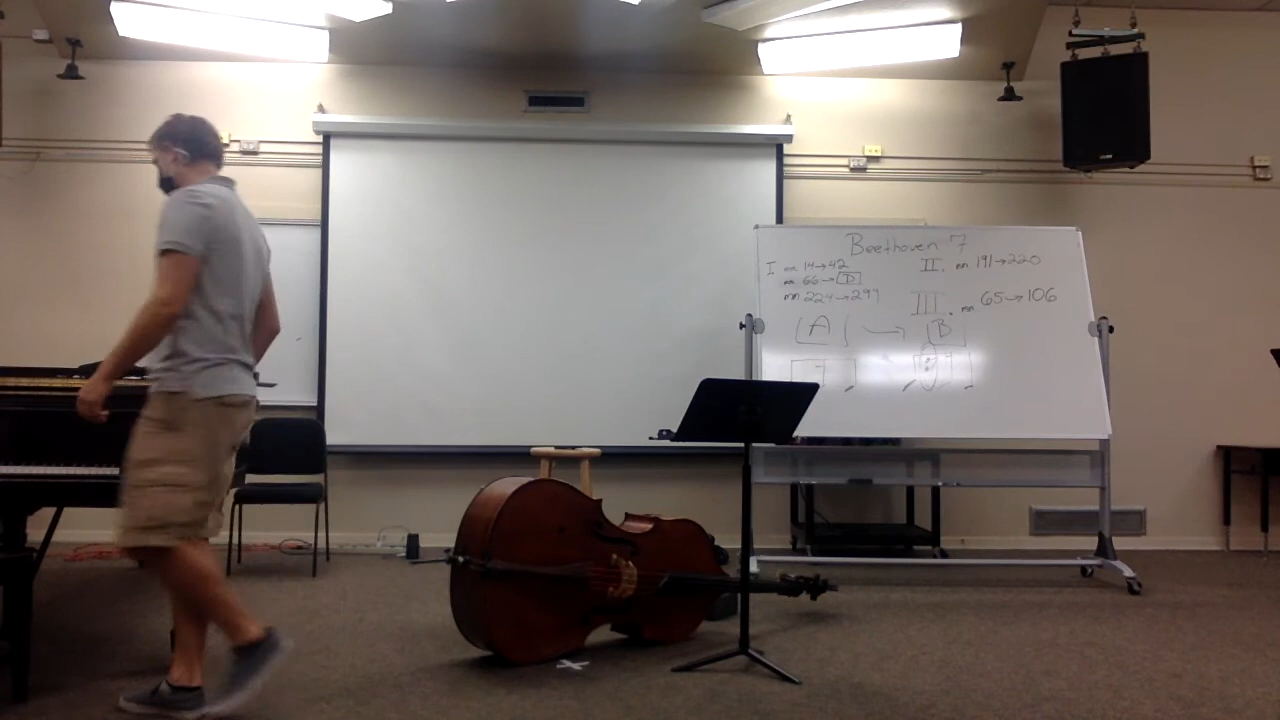 Beethoven 7
I mm. 14→42
mm. 66→D
mm 224→299
II. mm. 191→220
III. mm. 65→106
A → B